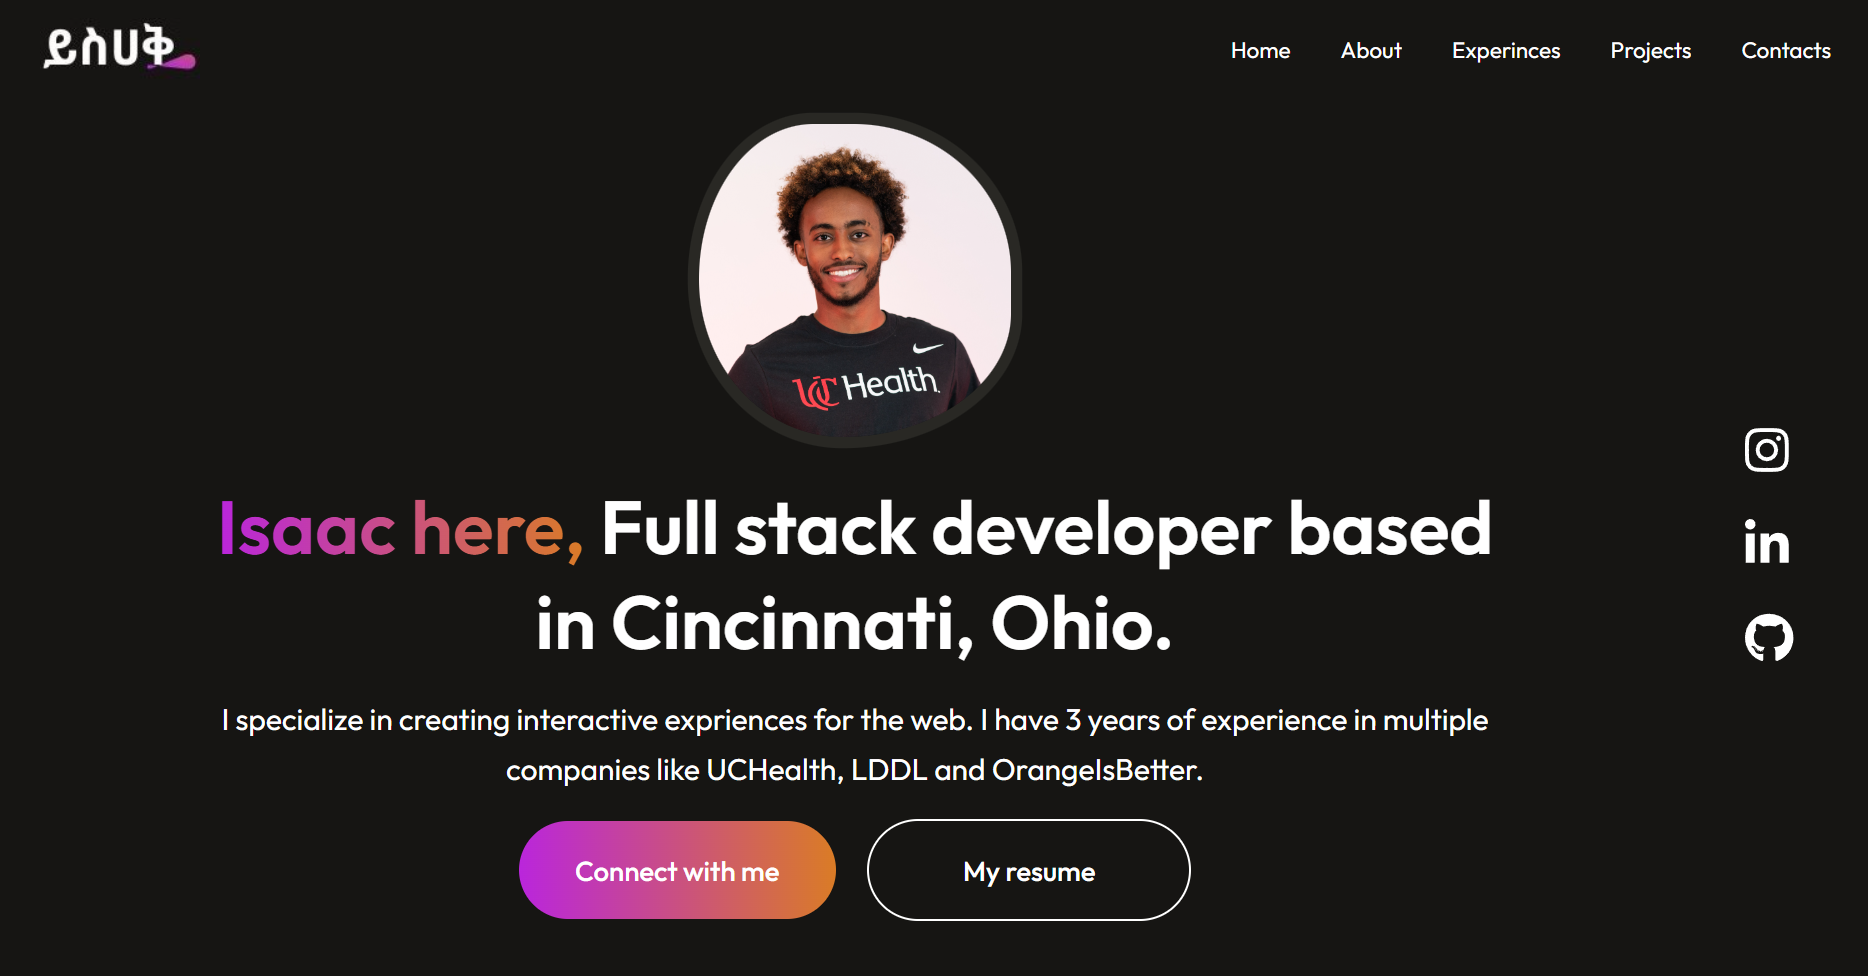 ይስሀቅ
Home
About
Experinces
Projects
Contacts
UC Health.
Isaac here, Full stack developer based
in Cincinnati, Ohio.
I specialize in creating interactive expriences for the web. I have 3 years of experience in multiple
companies like UCHealth, LDDL and OrangeIsBetter.
Connect with me
My resume
in